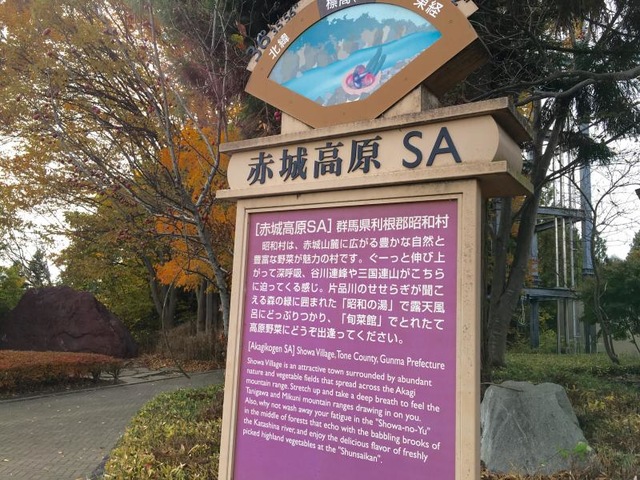 北緯
標高
東経
赤城高原 SA
[赤城高原SA] 群馬県利根郡昭和村
昭和村は、赤城山麓に広がる豊かな自然と
豊富な野菜が魅力の村です。ぐーっと伸び上
がって深呼吸、谷川連峰や三国連山がこちら
に迫ってくる感じ。片品川のせせらぎが聞こ
える森の緑に囲まれた「昭和の湯」で露天風
呂にどっぷりつかり、「旬菜館」でとれたて
高原野菜にどうぞ出逢ってください。
[Akagikogen SA] Showa Village, Tone County, Gunma Prefecture
Showa Village is an attractive town surrounded by abundant
nature and vegetable fields that spread across the Akagi
mountain range. Stretch up and take a deep breath to feel the
Tanigawa and Mikuni mountain ranges drawing in on you.
Also, why not wash away your fatigue in the "Showa-no-Yu"
in the middle of forests that echo with the babbling brooks of
the Katashina river, and enjoy the delicious flavor of freshly
picked highland vegetables at the "Shunsaikan".